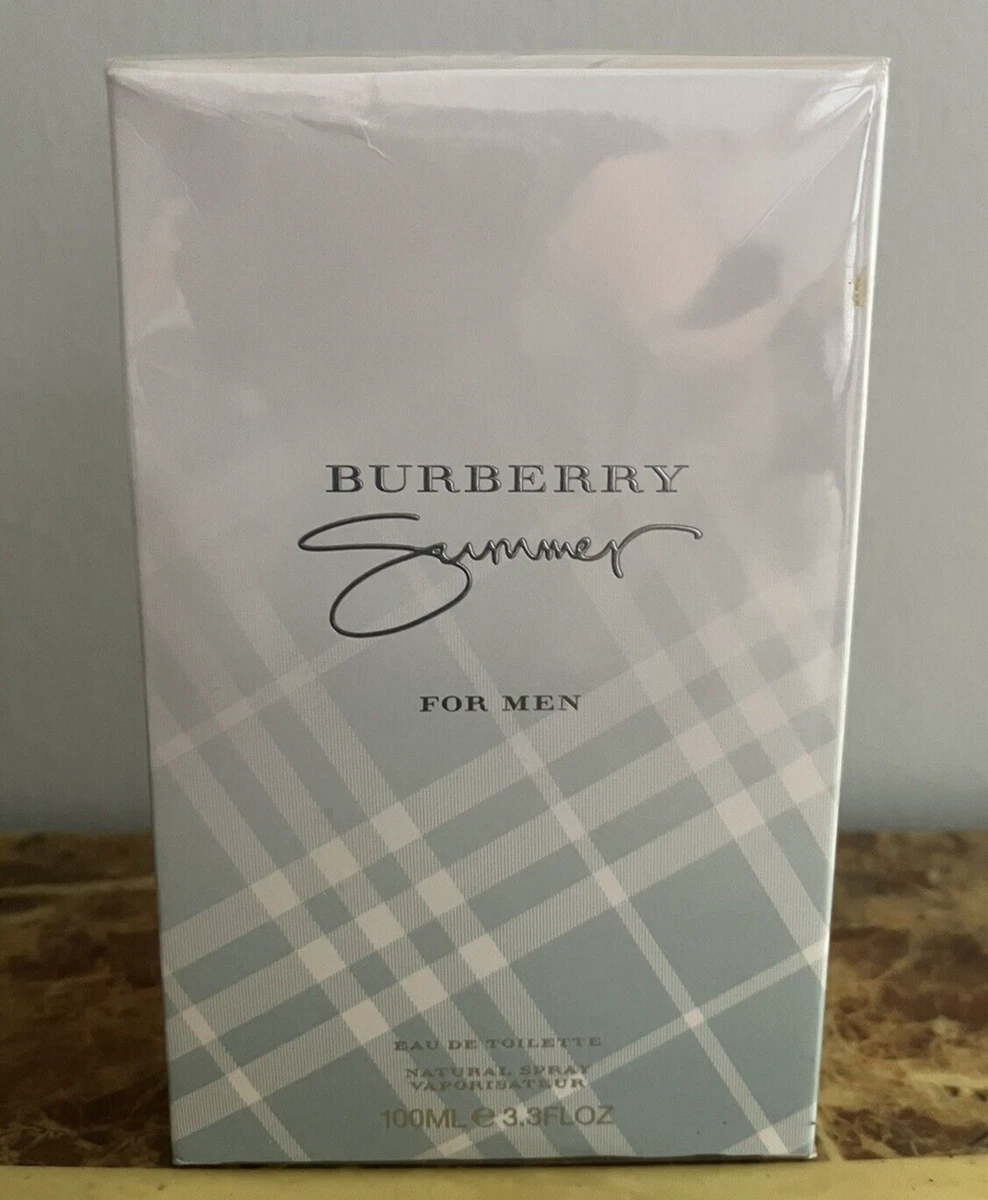 BURBERRY
Summer
FOR MEN
EAU DE TOILETTE
NATURAL SPRAY
VAPORISATEUR
100ML e 3.3FLOZ